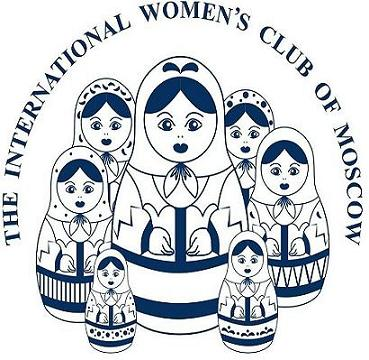 THE INTERNATIONAL WOMEN'S CLUB OF MOSCOW